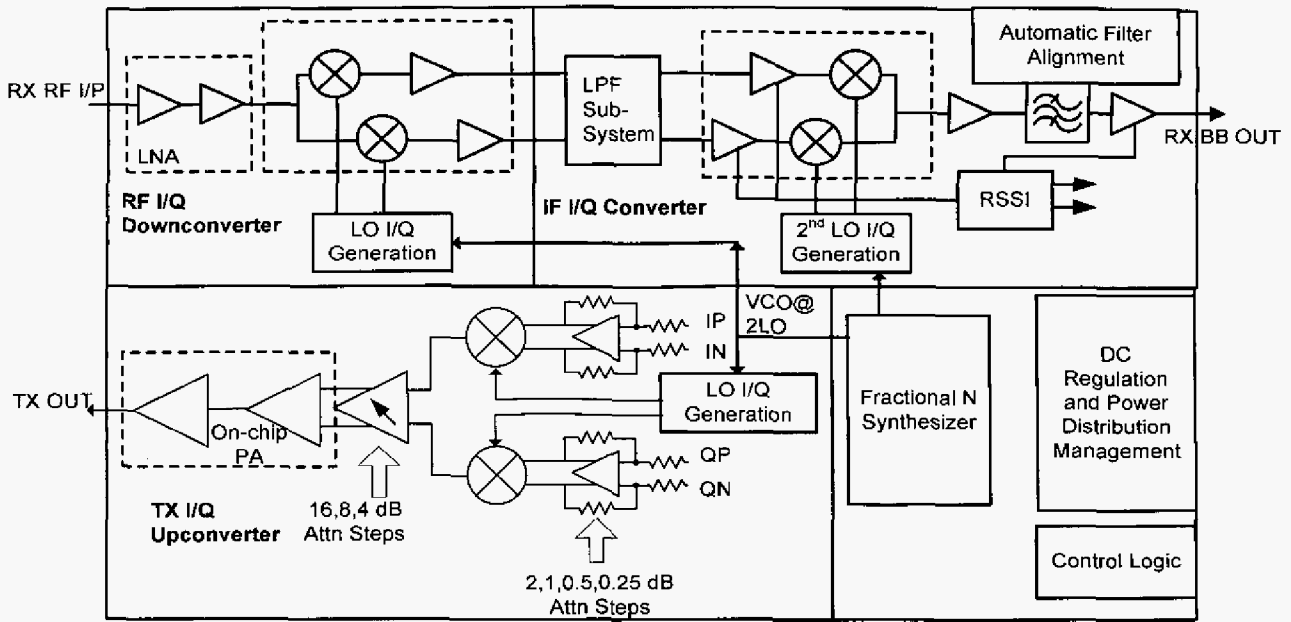 Automatic Filter
Alignment
RX RF I/P
LPF
Sub-
System
RX BB OUT
LNA
RF I/Q
Downconverter
IF I/Q Converter
RSSI
LO I/Q
Generation
2nd LO I/Q
Generation
VCO@
2LO
IP
IN
LO I/Q
Generation
Fractional N
Synthesizer
DC
Regulation
and Power
Distribution
Management
TX OUT
On-chip
PA
QP
QN
TX I/Q
Upconverter
16,8,4 dB
Attn Steps
Control Logic
2,1,0.5,0.25 dB
Attn Steps